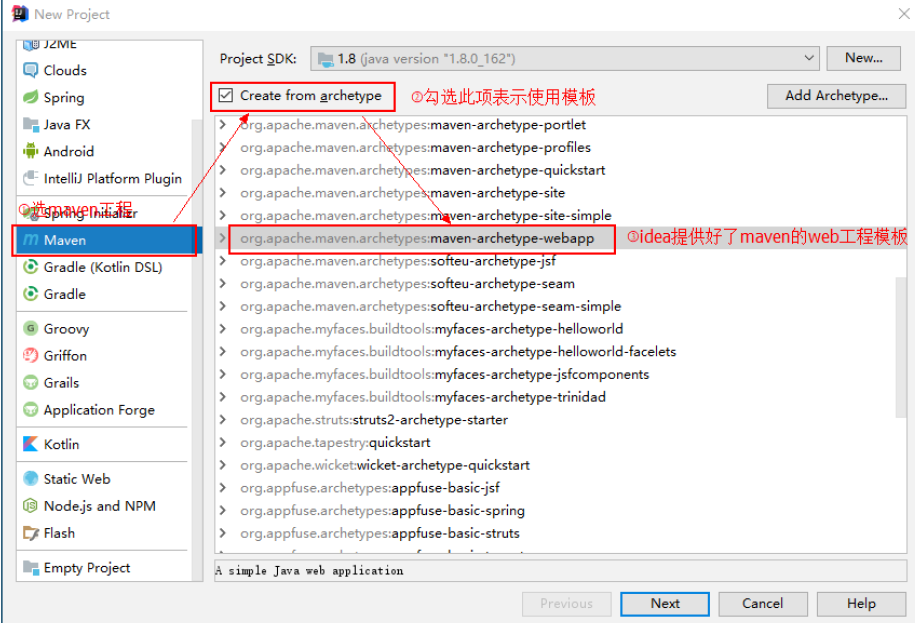 New Project
J2ME
Clouds
Spring
Java FX
Android
IntelliJ Platform Plugin
①选maven工程
Spring Initializr
Maven
Gradle (Kotlin DSL)
Gradle
Groovy
Griffon
Grails
Application Forge
Kotlin
Static Web
Node.js and NPM
Flash
Empty Project
Project SDK: 1.8 (java version "1.8.0_162") New...
Create from archetype ②勾选此项表示使用模板 Add Archetype...
org.apache.maven.archetypes:maven-archetype-portlet
org.apache.maven.archetypes:maven-archetype-profiles
org.apache.maven.archetypes:maven-archetype-quickstart
org.apache.maven.archetypes:maven-archetype-site
org.apache.maven.archetypes:maven-archetype-site-simple
org.apache.maven.archetypes:maven-archetype-webapp ③idea提供好了maven的web工程模板
org.apache.maven.archetypes:softeu-archetype-jsf
org.apache.maven.archetypes:softeu-archetype-seam
org.apache.maven.archetypes:softeu-archetype-seam-simple
org.apache.myfaces.buildtools:myfaces-archetype-helloworld
org.apache.myfaces.buildtools:myfaces-archetype-helloworld-facelets
org.apache.myfaces.buildtools:myfaces-archetype-jsfcomponents
org.apache.myfaces.buildtools:myfaces-archetype-trinidad
org.apache.struts:struts2-archetype-starter
org.apache.tapestry:quickstart
org.apache.wicket:wicket-archetype-quickstart
org.appfuse.archetypes:appfuse-basic-jsf
org.appfuse.archetypes:appfuse-basic-spring
org.appfuse.archetypes:appfuse-basic-struts
A simple Java web application
Previous Next Cancel Help